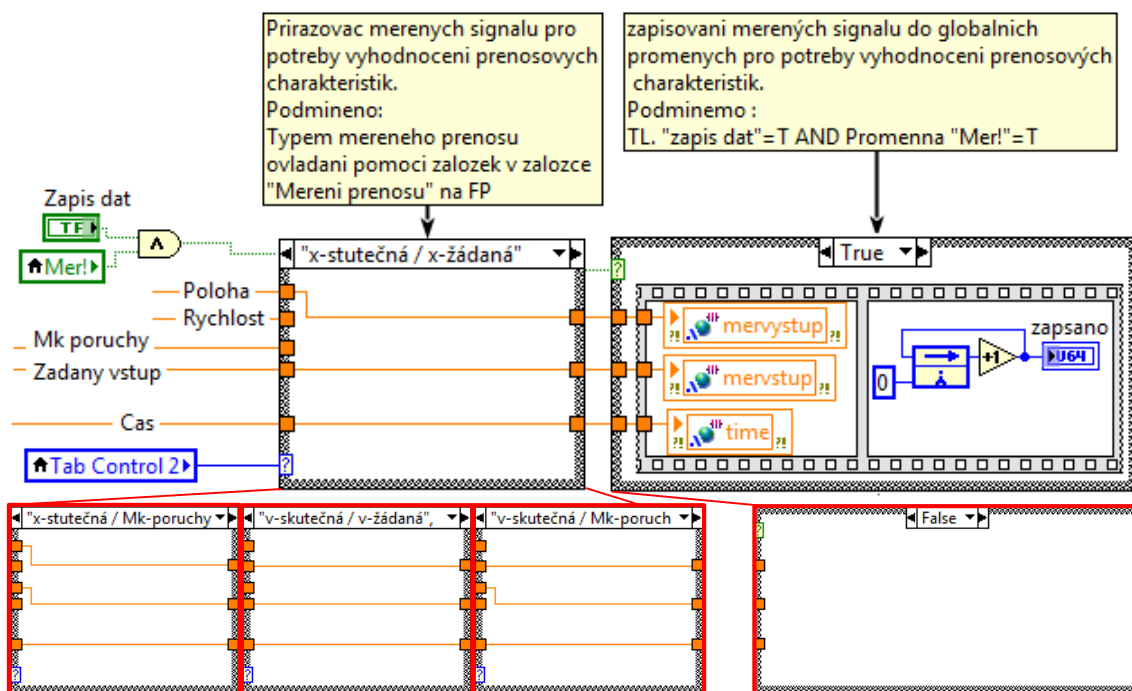 Prirazovac merenych signalu pro
potreby vyhodnoceni prenosovych
charakteristik.
Podmineno:
Typem mereneho prenosu
ovladani pomoci zalozek v zalozce
"Mereni prenosu" na FP
zapisovani merených signalu do globalnich
promenych pro potreby vyhodnoceni prenosových
charakteristik.
Podminemo :
TL. "zapis dat"=T AND Promenna "Mer!"=T
Zapis dat
TF
Mer!
"x-stutečná / x-žádaná"
True
Poloha
Rychlost
Mk poruchy
Zadany vstup
Cas
Tab Control 2
?
?
mervystup
?!
?!
mervstup
?!
?!
time
?!
?!
0
+1
zapsano
U64
"x-stutečná / Mk-poruchy
"v-skutečná / v-žádaná",
"v-skutečná / Mk-poruch
False
?
?
?
?